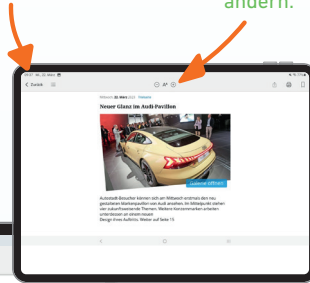 ändern.
Zurück
Mittwoch, 22. März 2023
Neuer Glanz im Audi-Pavillon
Galerie öffnen
Autostadt-Besucher können sich am Mittwoch erstmals den neu
gestalteten Markenpavillon von Audi ansehen. Im Mittelpunkt stehen
vier zukunftsweisende Themen. Weitere Konzernmarken arbeiten
unterdessen an einem neuen
Design ihres Auftritts. Weiter auf Seite 15